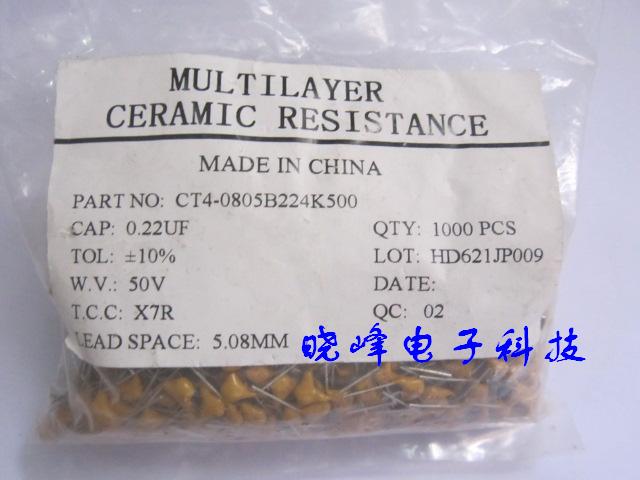 MULTILAYER
CERAMIC RESISTANCE
MADE IN CHINA
PART NO: CT4-0805B224K500
CAP: 0.22UF QTY: 1000 PCS
TOL: ±10% LOT: HD621JP009
W.V.: 50V DATE:
T.C.C: X7R QC: 02
LEAD SPACE: 5.08MM 晓峰电子科技